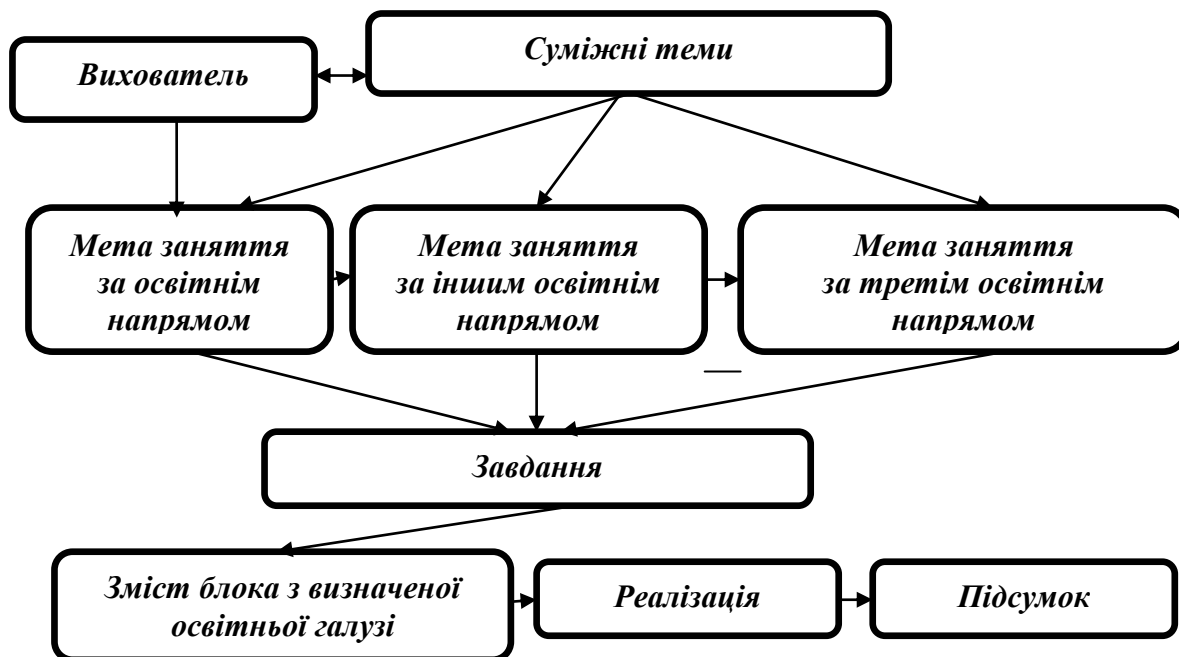 Вихователь
Суміжні теми
Мета заняття
за освітнім
напрямом
Мета заняття
за іншим освітнім
напрямом
Мета заняття
за третім освітнім
напрямом
Завдання
Зміст блока з визначеної
освітньої галузі
Реалізація
Підсумок